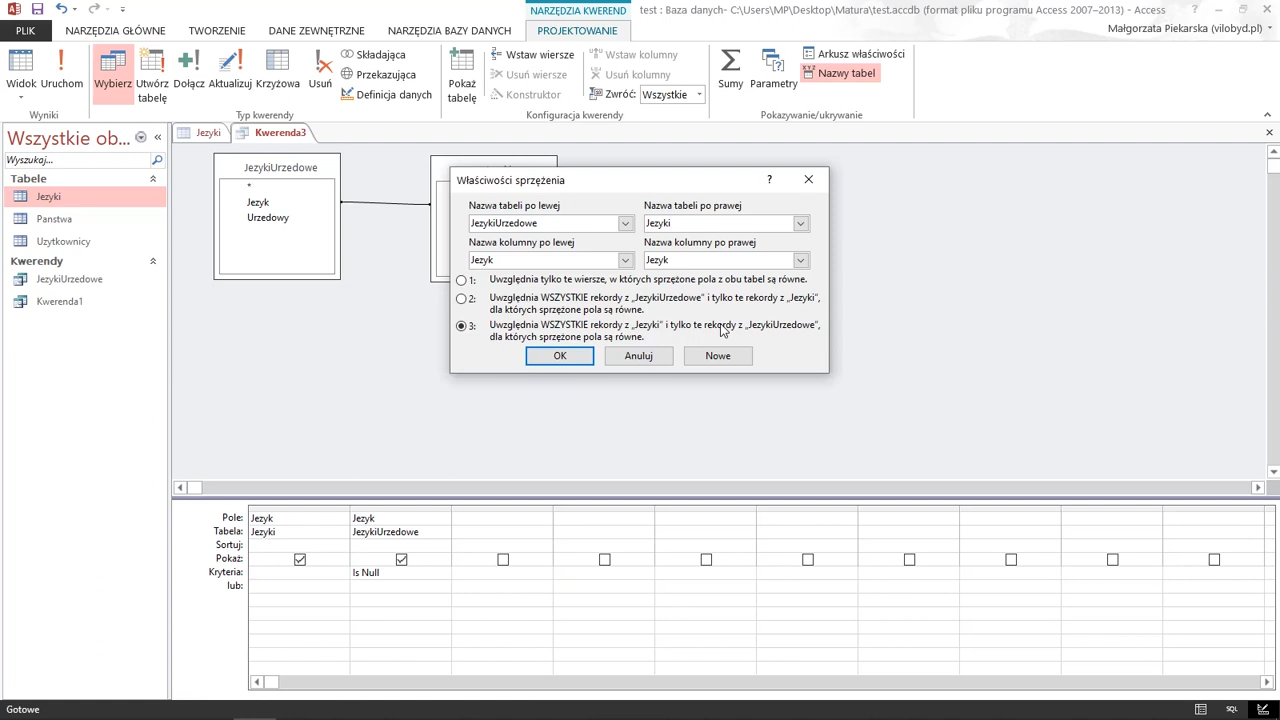 NARZĘDZIA KWEREND
test : Baza danych- C:\Users\MP\Desktop\Matura\test.accdb (format pliku programu Access 2007–2013) - Access
PLIK
NARZĘDZIA GŁÓWNE
TWORZENIE
DANE ZEWNĘTRZNE
NARZĘDZIA BAZY DANYCH
PROJEKTOWANIE
Małgorzata Piekarska (vilobyd.pl)
Widok
Uruchom
Wybierz
Utwórz
tabelę
Dołącz
Aktualizuj
Krzyżowa
Usuń
Składająca
Przekazująca
Definicja danych
Pokaż
tabelę
Wstaw wiersze
Usuń wiersze
Konstruktor
Wstaw kolumny
Usuń kolumny
Zwróć:
Wszystkie
Sumy
Parametry
Arkusz właściwości
XYZ
Nazwy tabel
Wyniki
Typ kwerendy
Konfiguracja kwerendy
Pokazywanie/ukrywanie
Wszystkie ob...
Wyszukaj...
Tabele
Jezyki
Panstwa
Uzytkownicy
Kwerendy
JezykiUrzedowe
Kwerenda1
Jezyki
Kwerenda3
JezykiUrzedowe
*
Jezyk
Urzedowy
Właściwości sprzężenia
?
Nazwa tabeli po lewej
Nazwa tabeli po prawej
JezykiUrzedowe
Jezyki
Nazwa kolumny po lewej
Nazwa kolumny po prawej
Jezyk
Jezyk
1: Uwzględnia tylko te wiersze, w których sprzężone pola z obu tabel są równe.
2: Uwzględnia WSZYSTKIE rekordy z „JezykiUrzedowe” i tylko te rekordy z „Jezyki”,
dla których sprzężone pola są równe.
3: Uwzględnia WSZYSTKIE rekordy z „Jezyki” i tylko te rekordy z „JezykiUrzedowe”,
dla których sprzężone pola są równe.
OK
Anuluj
Nowe
Pole: Jezyk Jezyk
Tabela: Jezyki JezykiUrzedowe
Sortuj:
Pokaż:
Kryteria: Is Null
lub:
Gotowe
SQL